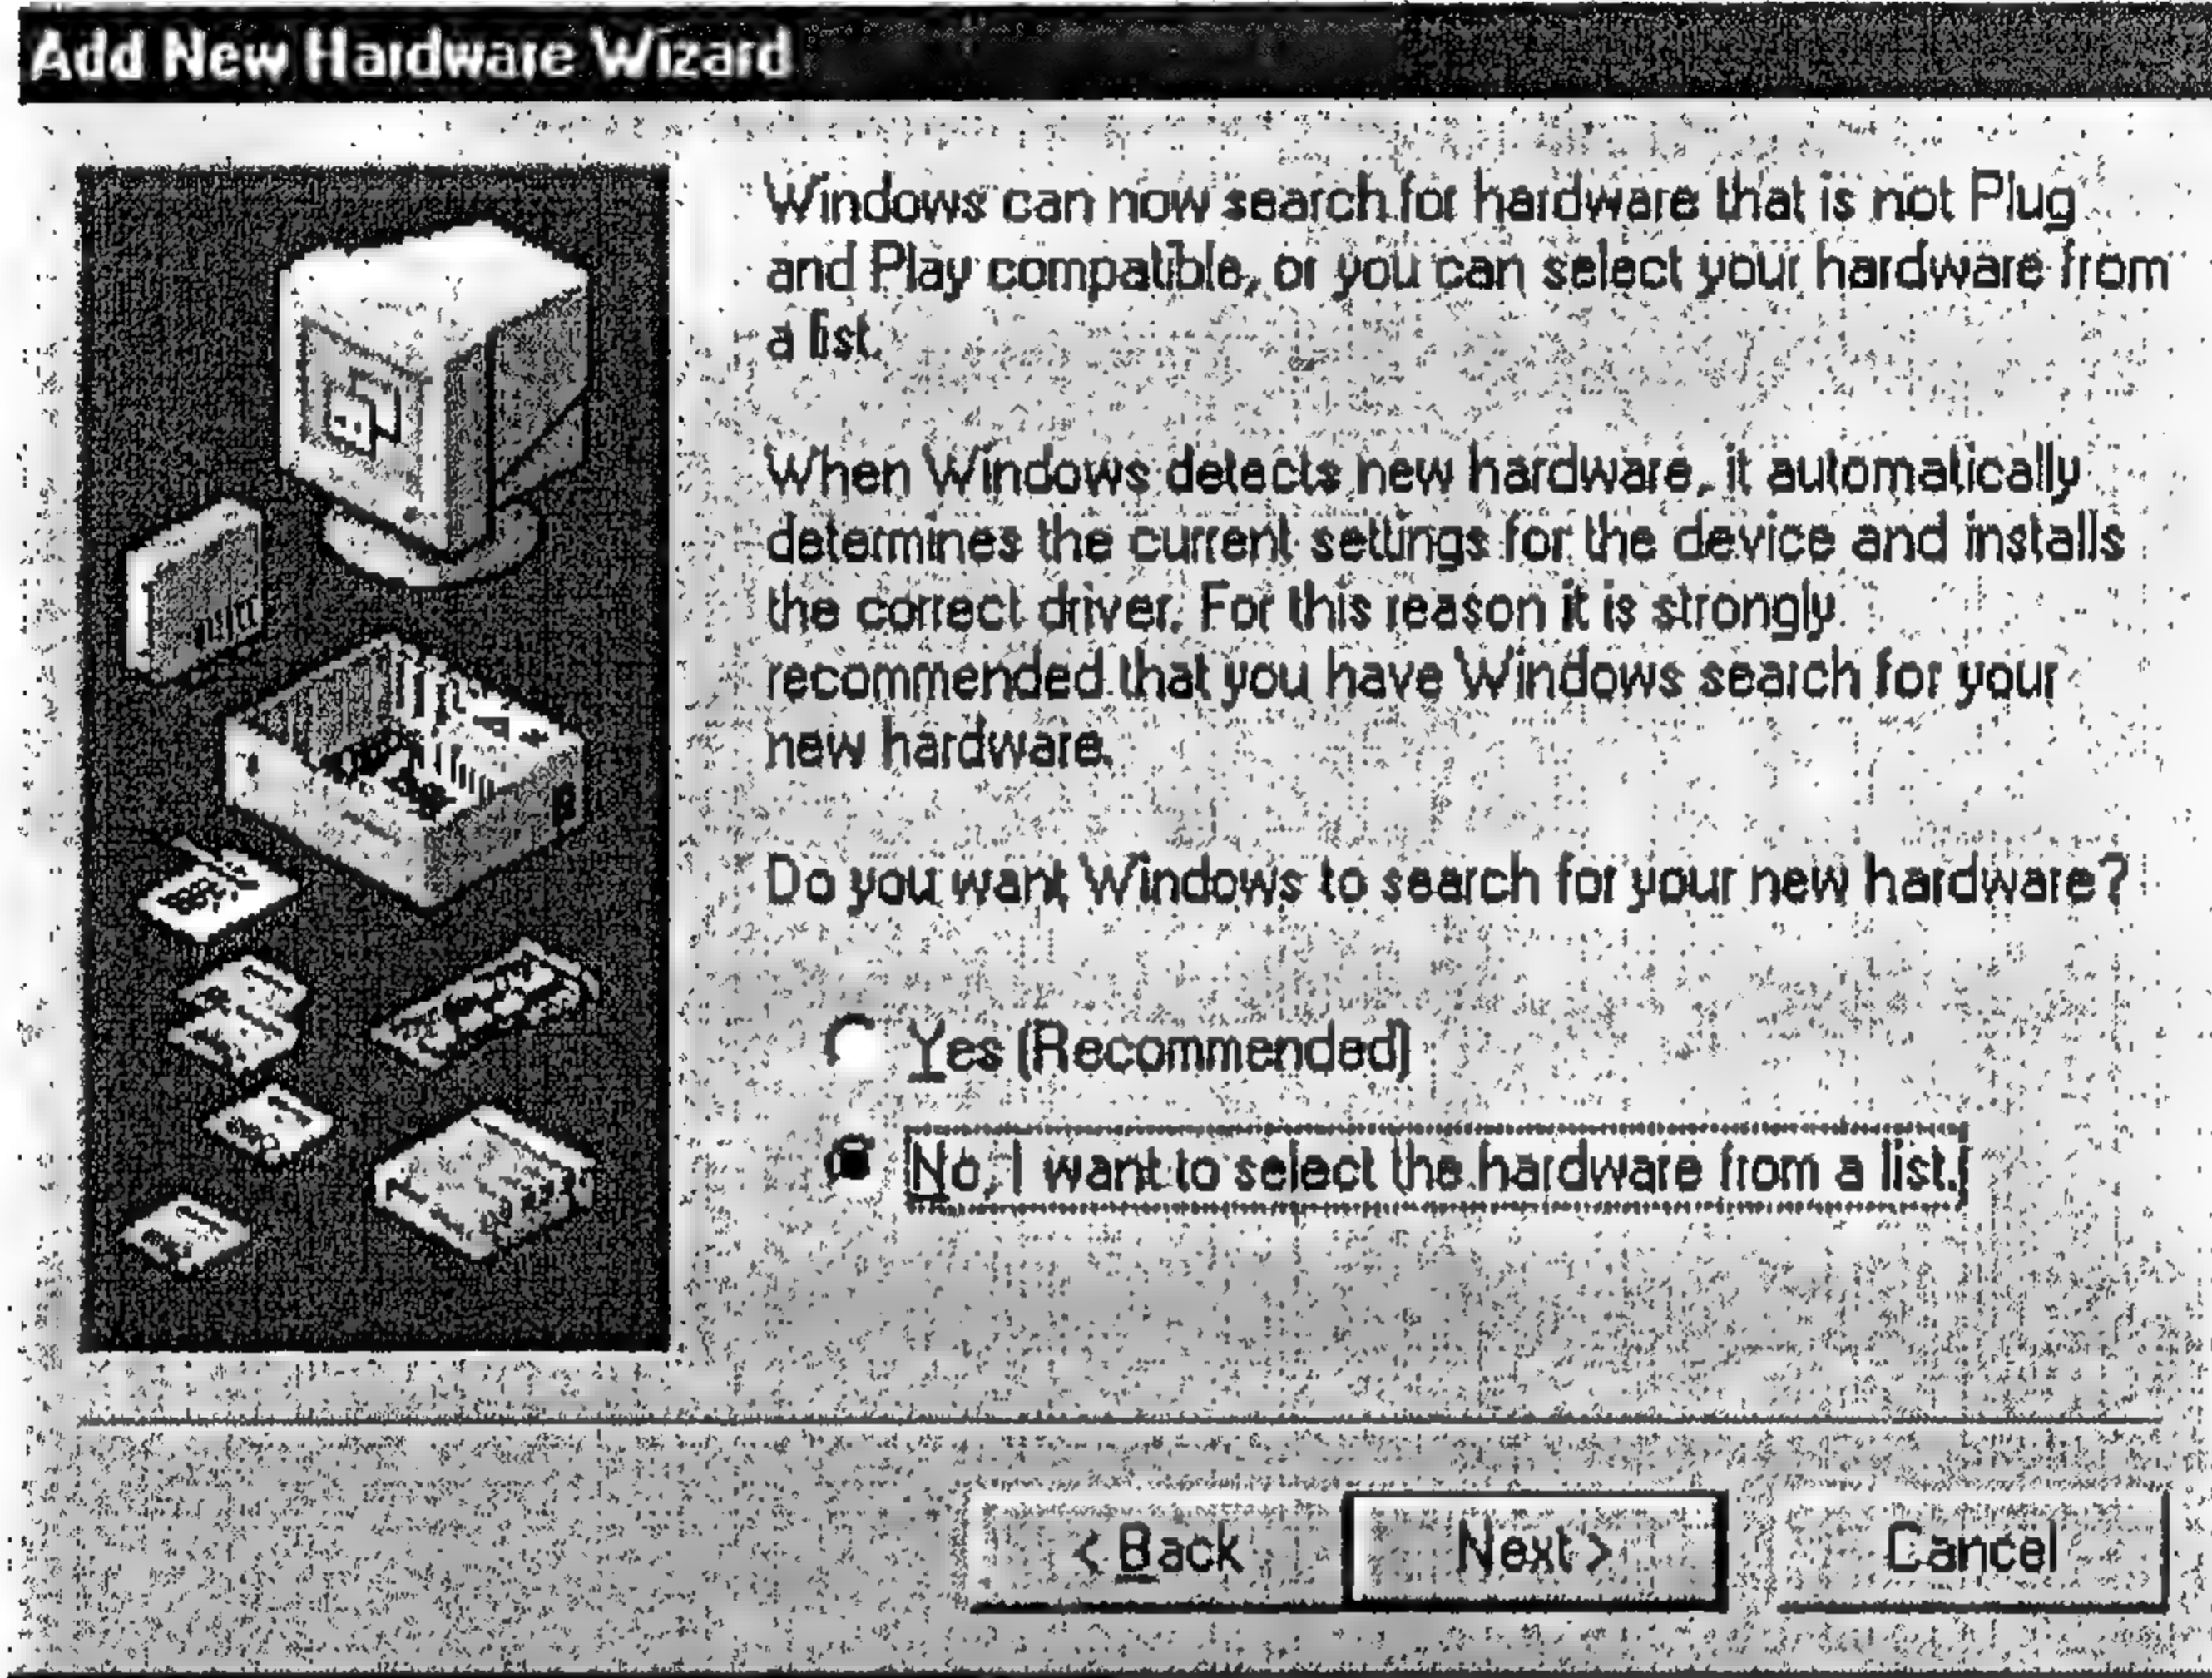 Add New Hardware Wizard
Windows can now search for hardware that is not Plug
and Play compatible, or you can select your hardware from
a list.
When Windows detects new hardware, it automatically
determines the current settings for the device and installs
the correct driver. For this reason it is strongly
recommended that you have Windows search for your
new hardware.
Do you want Windows to search for your new hardware?
Yes (Recommended)
No, I want to select the hardware from a list.
< Back
Next >
Cancel